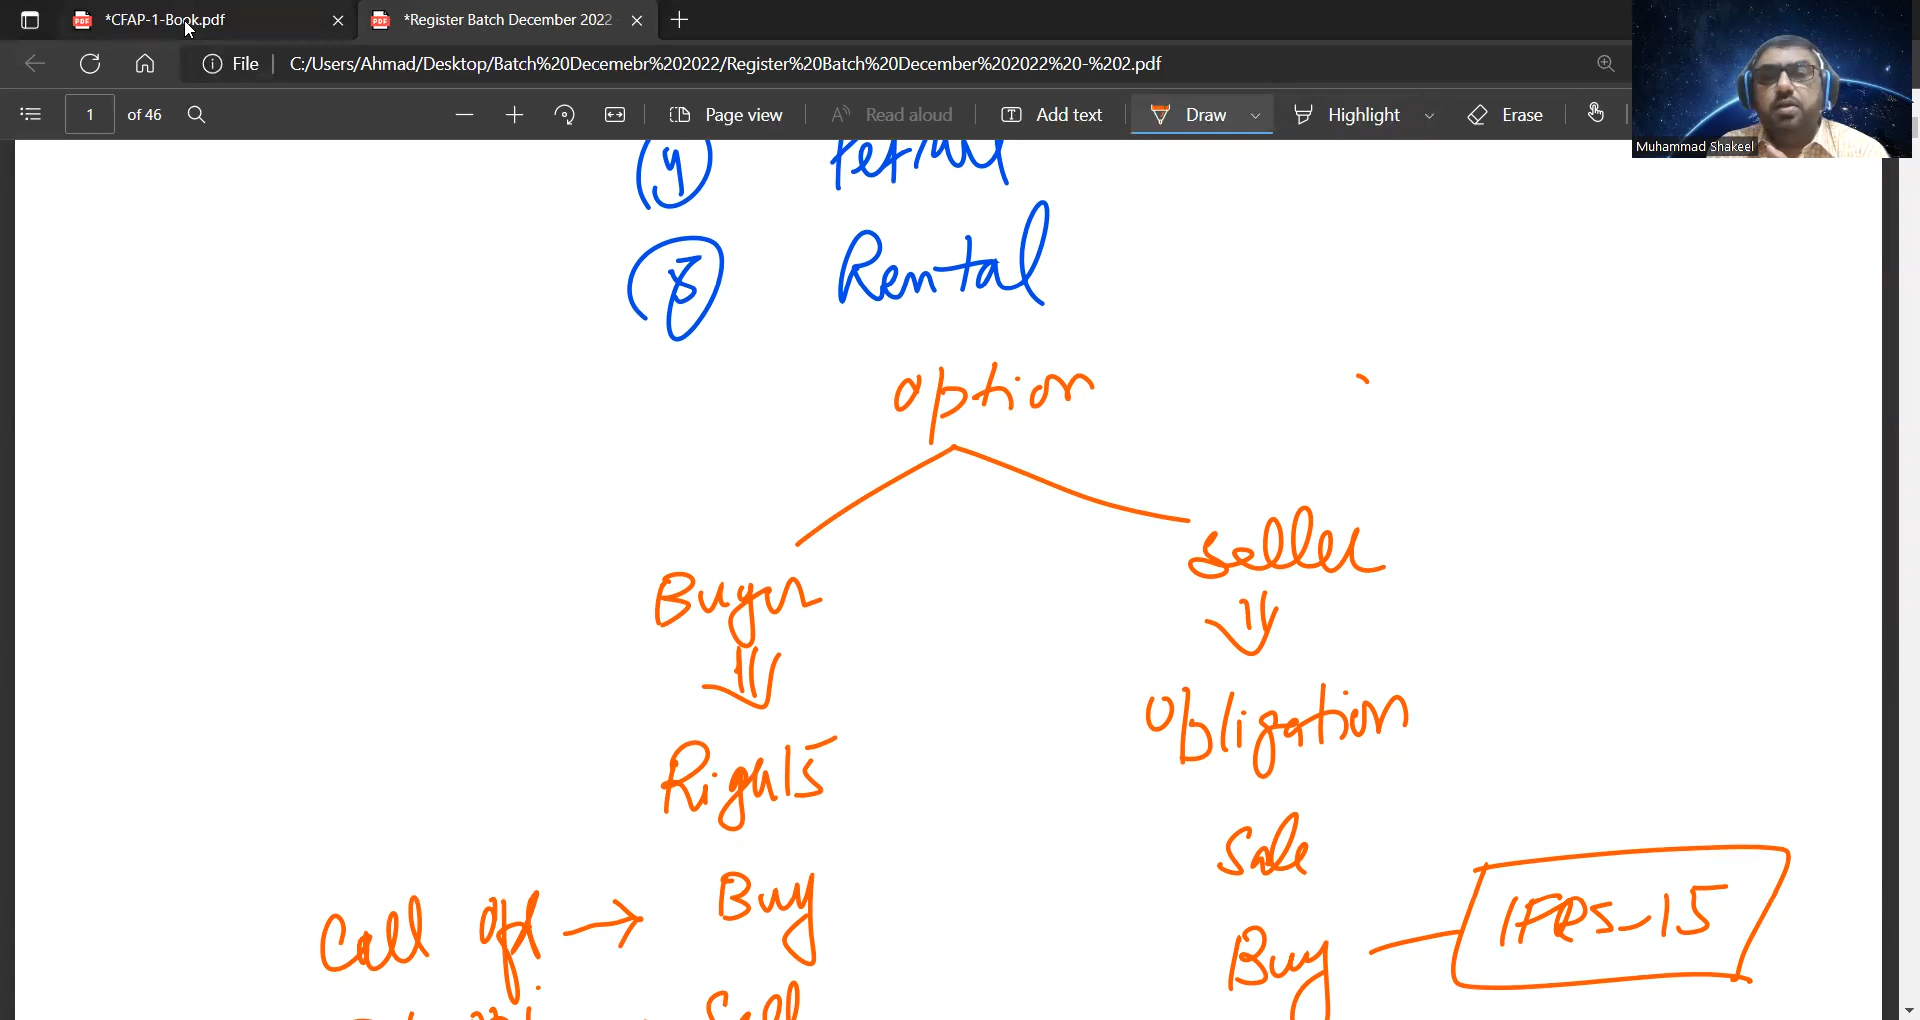 *CFAP-1-Book.pdf
*Register Batch December 2022
File
C:/Users/Ahmad/Desktop/Batch%20Decemebr%202022/Register%20Batch%20December%202022%20-%202.pdf
1 of 46
Page view
Read aloud
Add text
Draw
Highlight
Erase
Muhammad Shakeel
8 Rental
option
Buyer
Seller
Rights
Obligation
Sale
Buy
Call opt → Buy
IFRS-15
Sell